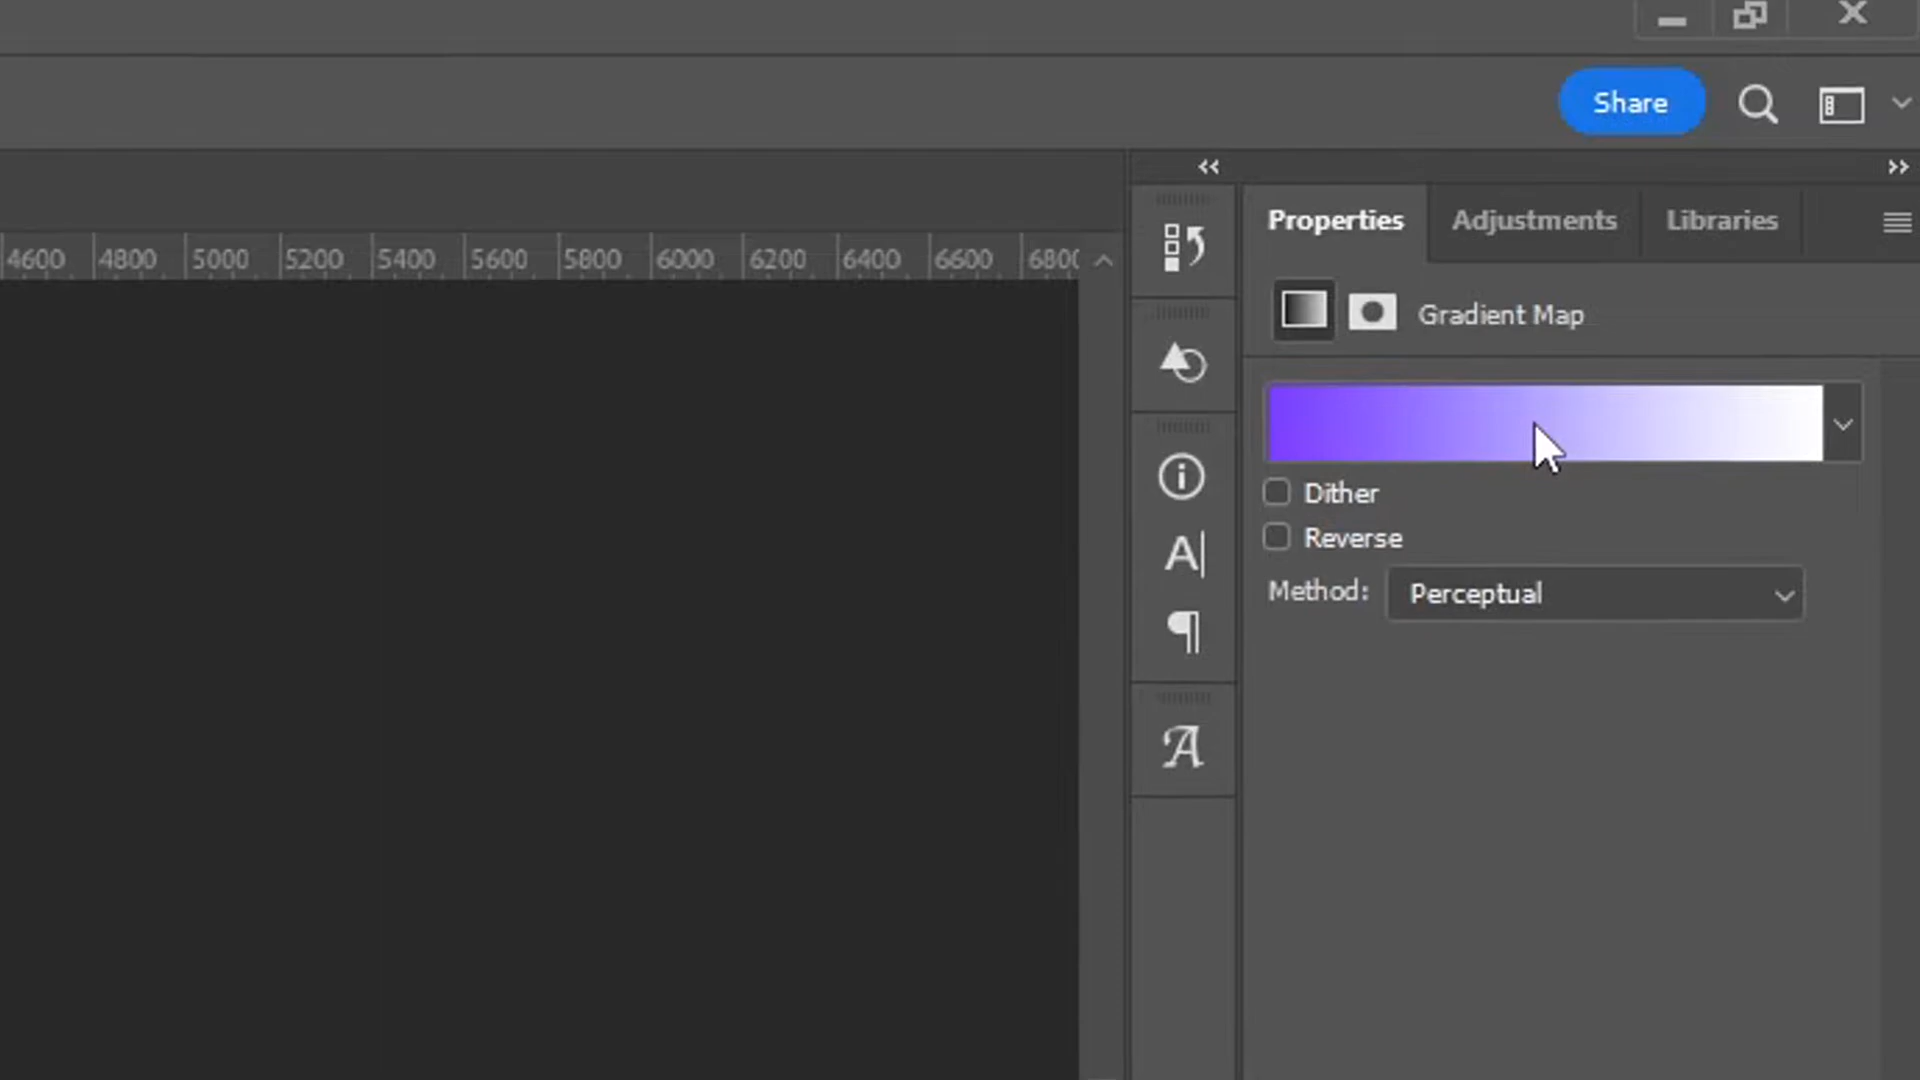 Share
Properties Adjustments Libraries
4600 4800 5000 5200 5400 5600 5800 6000 6200 6400 6600 6800
Gradient Map
Dither
Reverse
Method: Perceptual